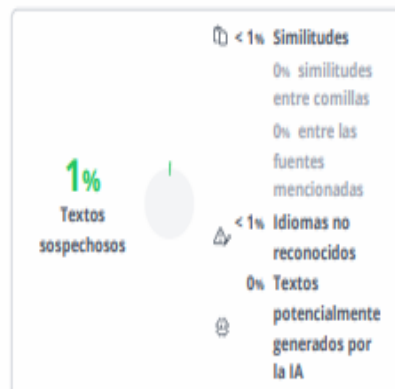 1%
Textos
sospechosos
< 1% Similitudes
0% similitudes
entre comillas
0% entre las
fuentes
mencionadas
< 1% Idiomas no
reconocidos
0% Textos
potencialmente
generados por
la IA